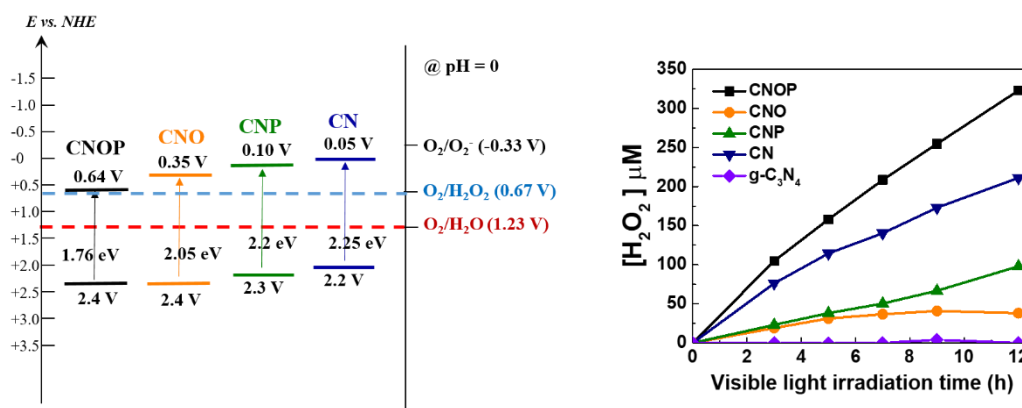 E vs. NHE
@ pH = 0
-1.5
-1.0
-0.5
-0
+0.5
+1.0
+1.5
+2.0
+2.5
+3.0
+3.5
CNOP
0.64 V
1.76 eV
2.4 V
CNO
0.35 V
2.05 eV
2.4 V
CNP
0.10 V
2.2 eV
2.3 V
CN
0.05 V
2.25 eV
2.2 V
O₂/O₂⁻ (-0.33 V)
O₂/H₂O₂ (0.67 V)
O₂/H₂O (1.23 V)
[H₂O₂] μM
350
300
250
200
150
100
50
0
CNOP
CNO
CNP
CN
g-C₃N₄
0 2 4 6 8 10 12
Visible light irradiation time (h)